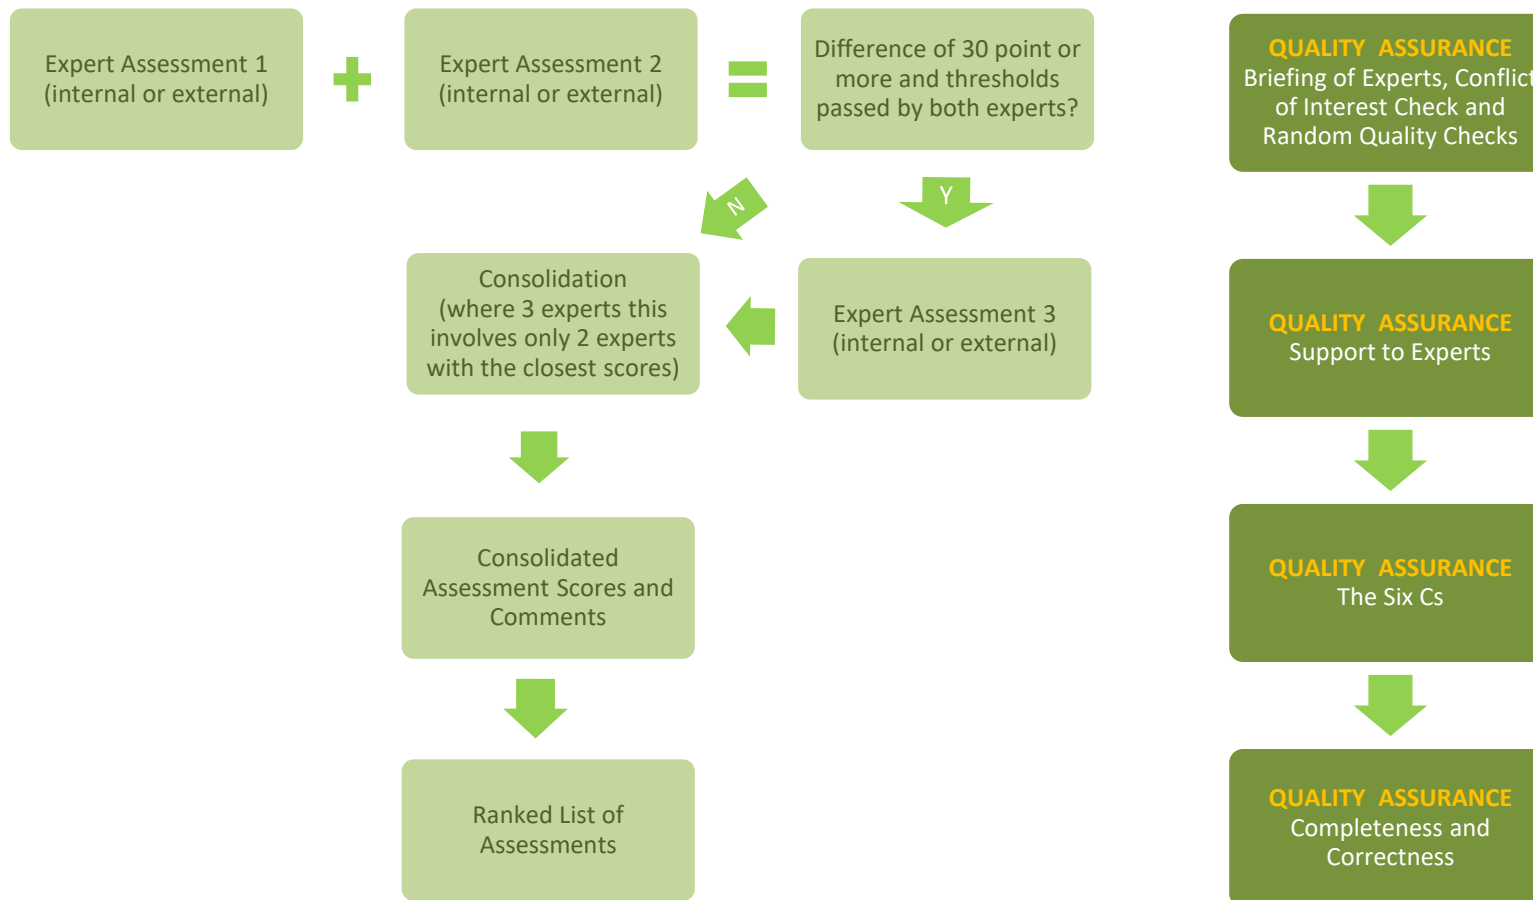 Expert Assessment 1
(internal or external)
Expert Assessment 2
(internal or external)
Difference of 30 point or
more and thresholds
passed by both experts?
QUALITY ASSURANCE
Briefing of Experts, Conflict
of Interest Check and
Random Quality Checks
N
Y
Consolidation
(where 3 experts this
involves only 2 experts
with the closest scores)
Expert Assessment 3
(internal or external)
QUALITY ASSURANCE
Support to Experts
Consolidated
Assessment Scores and
Comments
QUALITY ASSURANCE
The Six Cs
Ranked List of
Assessments
QUALITY ASSURANCE
Completeness and
Correctness